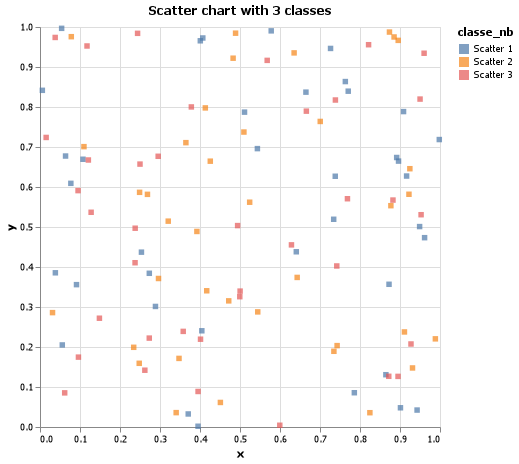 Scatter chart with 3 classes
classe_nb
Scatter 1
Scatter 2
Scatter 3
y
1.0
0.9
0.8
0.7
0.6
0.5
0.4
0.3
0.2
0.1
0.0
0.0 0.1 0.2 0.3 0.4 0.5 0.6 0.7 0.8 0.9 1.0
x